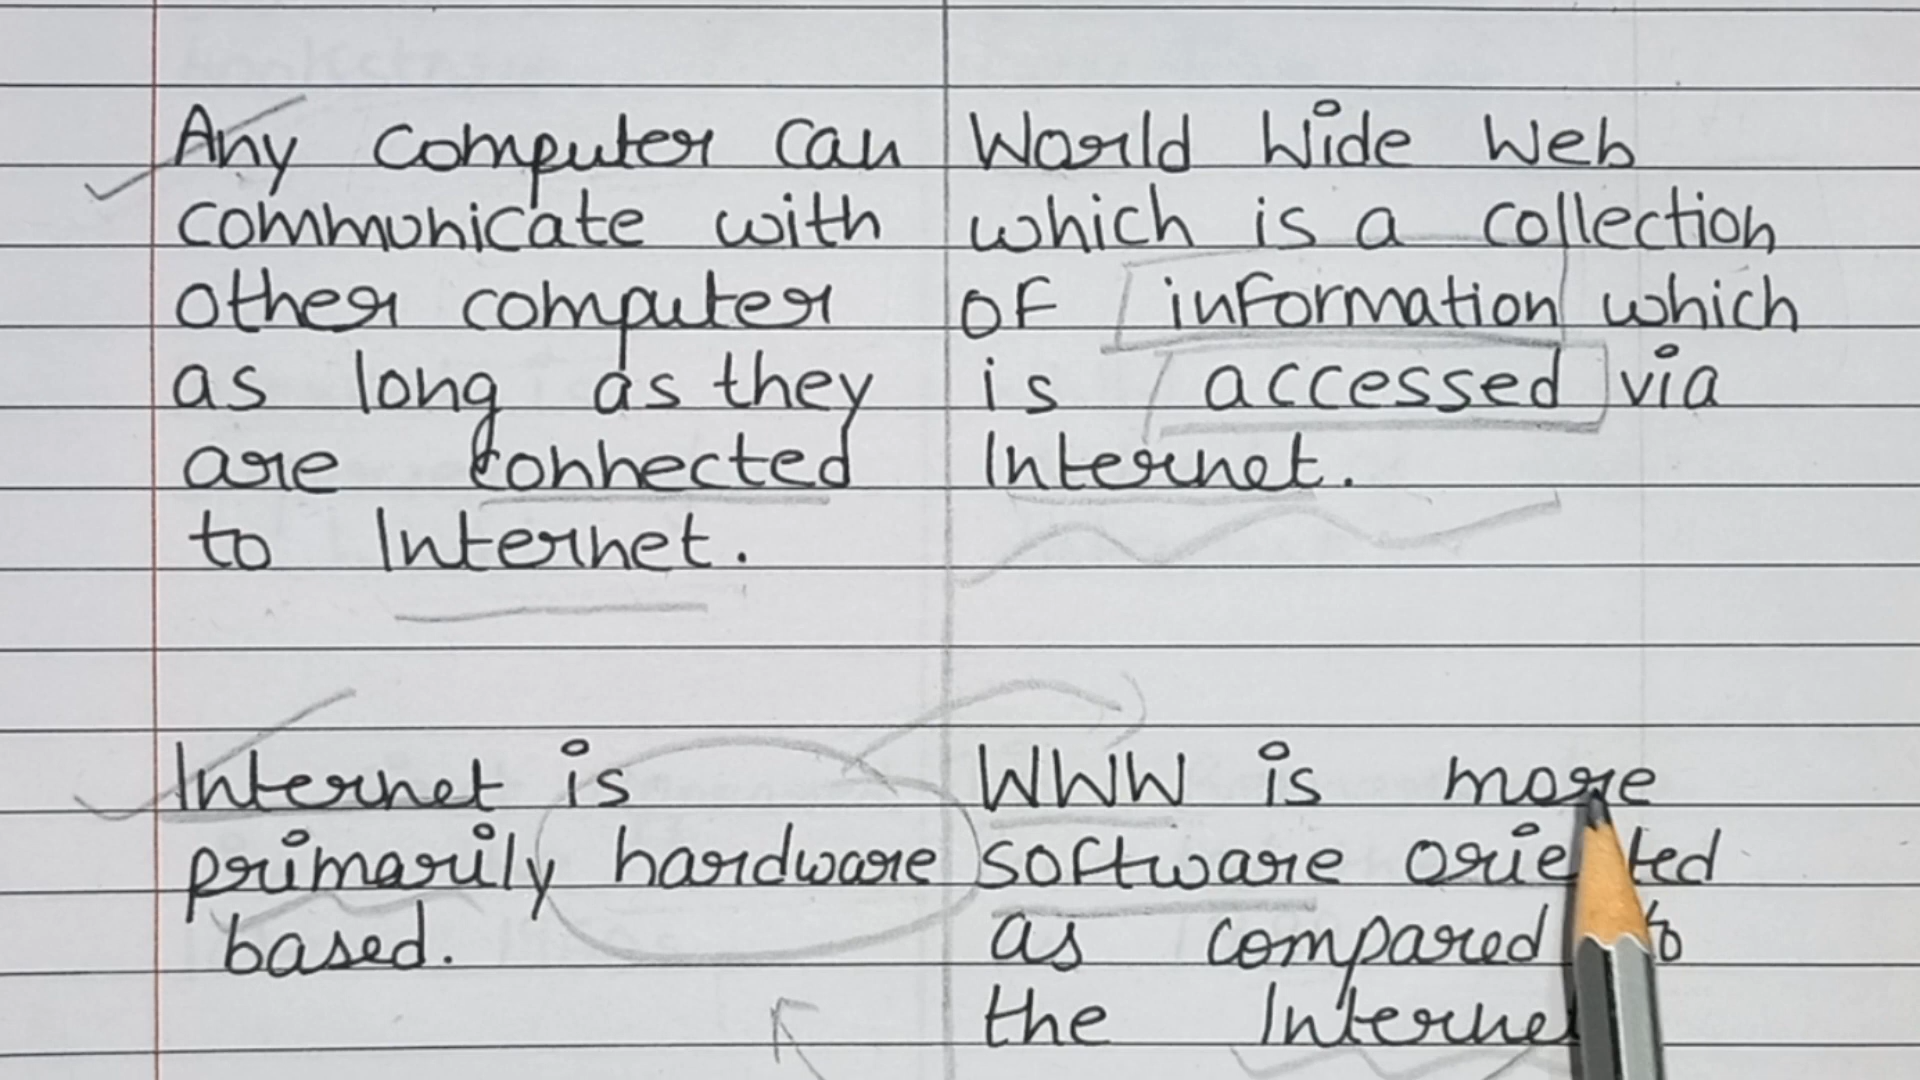 Any computer can
communicate with
other computer
as long as they
are connected
to Internet.
World Wide Web
which is a collection
of information which
is accessed via
Internet.
Internet is
primarily hardware
based.
WWW is more
software oriented
as compared to
the Internet